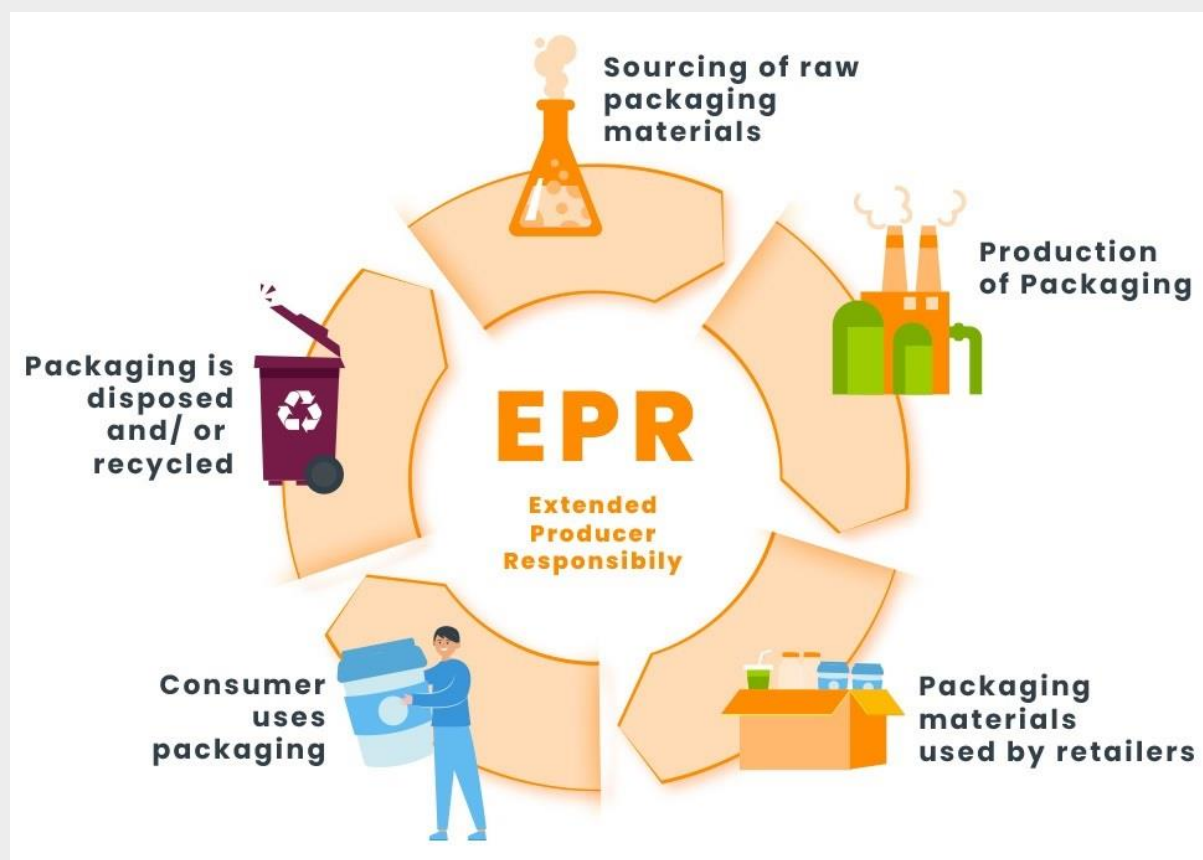 Sourcing of raw
packaging
materials
Production
of Packaging
Packaging
materials
used by retailers
Consumer
uses
packaging
Packaging is
disposed
and/ or
recycled
EPR
Extended
Producer
Responsibily